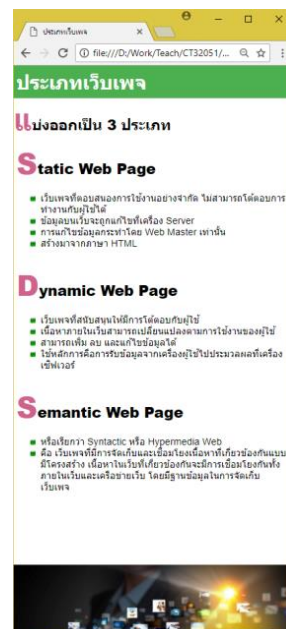 ประเภทเว็บเพจ
file:///D:/Work/Teach/CT32051/...
ประเภทเว็บเพจ
แบ่งออกเป็น 3 ประเภท
Static Web Page
เว็บเพจที่ตอบสนองการใช้งานอย่างจำกัด ไม่สามารถโต้ตอบการ
ทำงานกับผู้ใช้ได้
ข้อมูลบนเว็บจะถูกแก้ไขที่เครื่อง Server
การแก้ไขข้อมูลกระทำโดย Web Master เท่านั้น
สร้างมาจากภาษา HTML
Dynamic Web Page
เว็บเพจที่สนับสนุนให้มีการโต้ตอบกับผู้ใช้
เนื้อหาภายในเว็บสามารถเปลี่ยนแปลงตามการใช้งานของผู้ใช้
สามารถเพิ่ม ลบ และแก้ไขข้อมูลได้
ใช้หลักการคือการรับข้อมูลจากเครื่องผู้ใช้ไปประมวลผลที่เครื่อง
เซิฟเวอร์
Semantic Web Page
หรือเรียกว่า Syntactic หรือ Hypermedia Web
คือ เว็บเพจที่มีการจัดเก็บและเชื่อมโยงเนื้อหาที่เกี่ยวข้องกันแบบ
มีโครงสร้าง เนื้อหาในเว็บที่เกี่ยวข้องกันจะมีการเชื่อมโยงกันทั้ง
ภายในเว็บและเครือข่ายเว็บ โดยมีฐานข้อมูลในการจัดเก็บ
เว็บเพจ